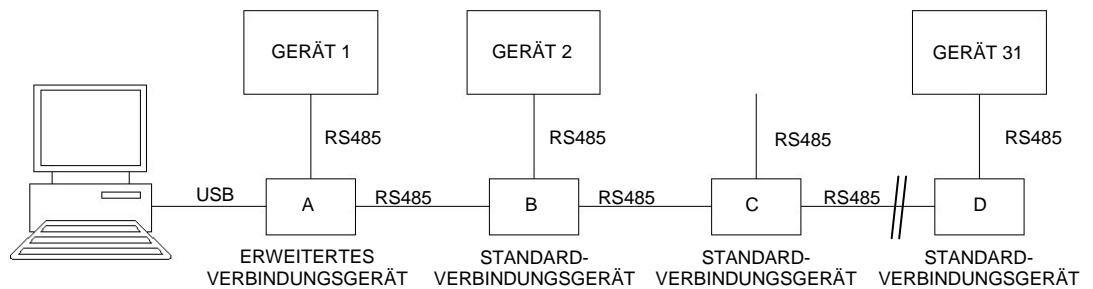 GERÄT 1
GERÄT 2
GERÄT 31
RS485
RS485
RS485
RS485
USB
A
RS485
B
RS485
C
RS485
D
ERWEITERTES
VERBINDUNGSGERÄT
STANDARD-
VERBINDUNGSGERÄT
STANDARD-
VERBINDUNGSGERÄT
STANDARD-
VERBINDUNGSGERÄT